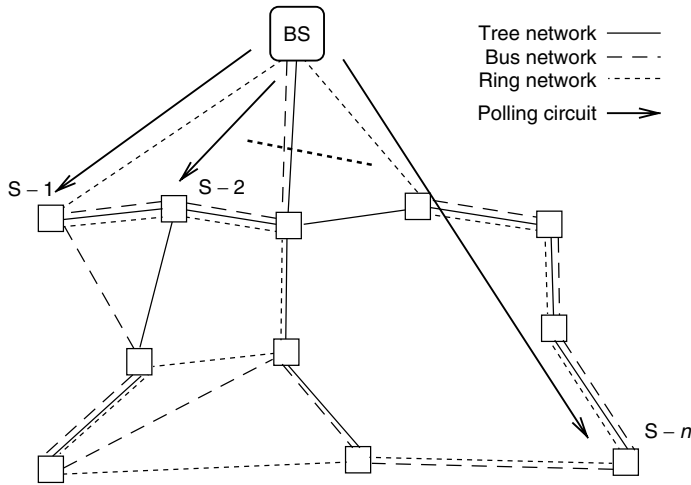 BS
Tree network
Bus network
Ring network
Polling circuit
S – 1
S – 2
S – n